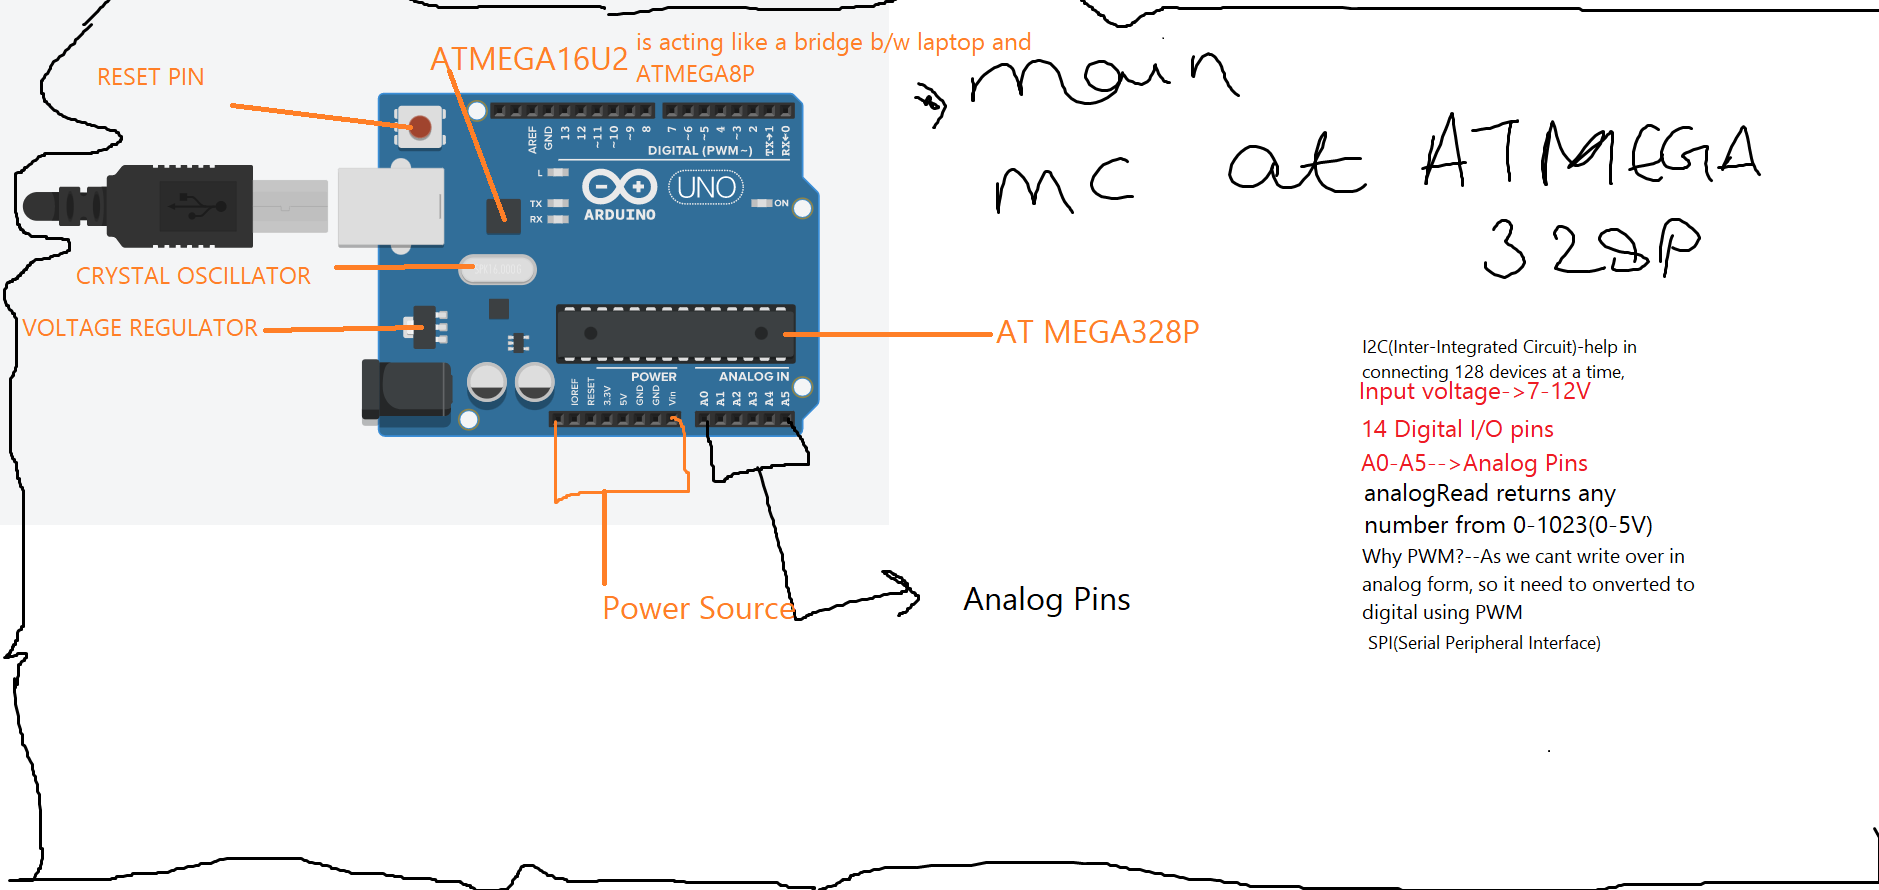 ATMEGA16U2
is acting like a bridge b/w laptop and
ATMEGA8P
RESET PIN
main
mc at ATMEGA
328P
AREF
GND
13
12
~11
~10
~9
8
7
~6
~5
4
~3
2
TX→1
RX←0
DIGITAL (PWM~)
L
TX
RX
ARDUINO
UNO
ON
CRYSTAL OSCILLATOR
VOLTAGE REGULATOR
AT MEGA328P
POWER
ANALOG IN
IOREF
RESET
3.3V
5V
GND
GND
Vin
A0
A1
A2
A3
A4
A5
Power Source
Analog Pins
I2C(Inter-Integrated Circuit)-help in
connecting 128 devices at a time,
Input voltage->7-12V
14 Digital I/O pins
A0-A5-->Analog Pins
analogRead returns any
number from 0-1023(0-5V)
Why PWM?--As we cant write over in
analog form, so it need to onverted to
digital using PWM
SPI(Serial Peripheral Interface)